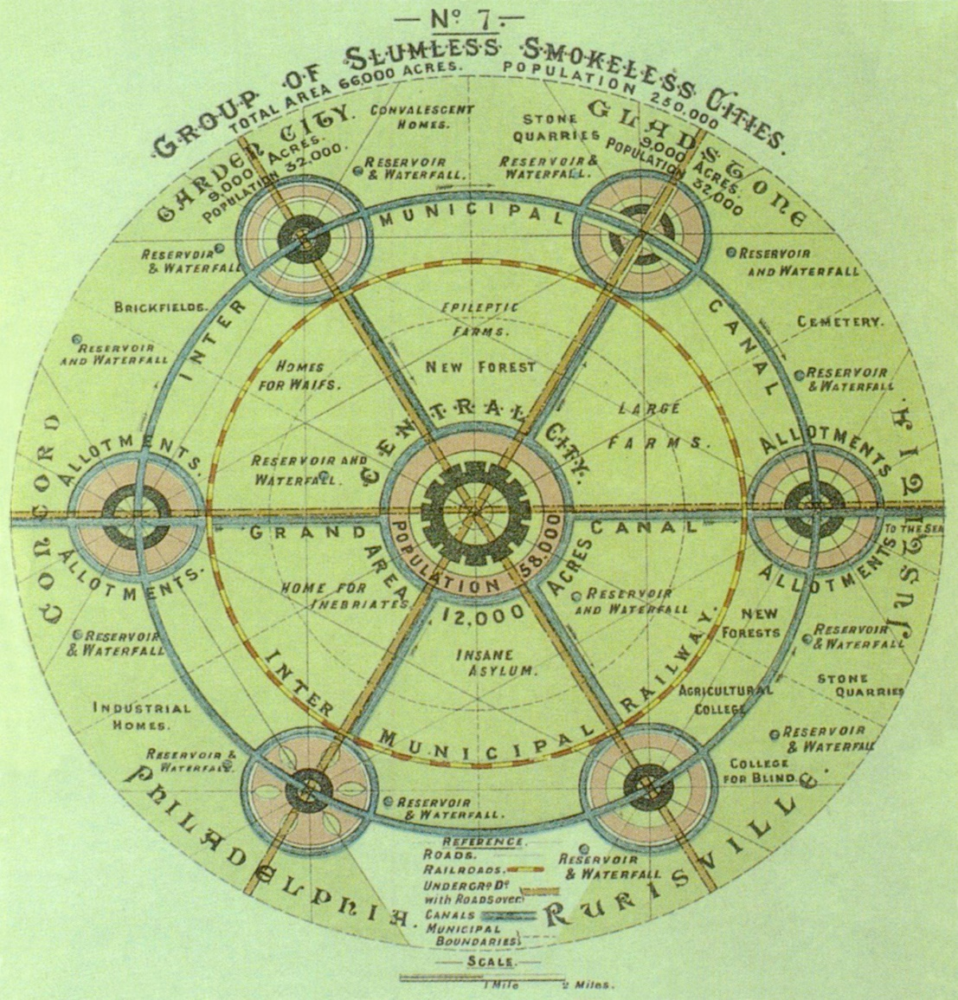 Nº 7.
GROUP OF SLUMLESS SMOKELESS CITIES.
TOTAL AREA 66,000 ACRES. POPULATION 250,000
GARDEN CITY.
9,000 ACRES.
POPULATION 32,000.
CONVALESCENT
HOMES.
STONE
QUARRIES
GLADSTONE
9,000 ACRES.
POPULATION
32,000
RESERVOIR
& WATERFALL.
RESERVOIR &
WATERFALL.
INTER MUNICIPAL CANAL
RESERVOIR
& WATERFALL
RESERVOIR
AND WATERFALL
BRICKFIELDS.
EPILEPTIC
FARMS.
CEMETERY.
RESERVOIR
AND WATERFALL
HOMES
FOR WAIFS.
NEW FOREST
RESERVOIR
& WATERFALL
LARGE
FARMS.
CENTRAL CITY.
CONCORD
ALLOTMENTS.
ALLOTMENTS
JUSTITIA
RESERVOIR AND
WATERFALL.
GRAND CANAL
TO THE SEA
POPULATION 58,000
AREA 12,000 ACRES
ALLOTMENTS.
ALLOTMENTS
HOME FOR
INEBRIATES.
RESERVOIR
AND WATERFALL
NEW
FORESTS
RESERVOIR
& WATERFALL
RESERVOIR
& WATERFALL
INSANE
ASYLUM.
STONE
QUARRIES
INTER MUNICIPAL RAILWAY.
AGRICULTURAL
COLLEGE
INDUSTRIAL
HOMES.
RESERVOIR
& WATERFALL
RESERVOIR &
WATERFALL.
COLLEGE
FOR BLIND.
PHILADELPHIA.
RURISVILLE.
RESERVOIR
& WATERFALL.
RESERVOIR
& WATERFALL
REFERENCE.
ROADS.
RAILROADS.
UNDERGRᴰ Dº
with Roads over
CANALS
MUNICIPAL
BOUNDARIES
SCALE.
1 Mile 2 Miles.